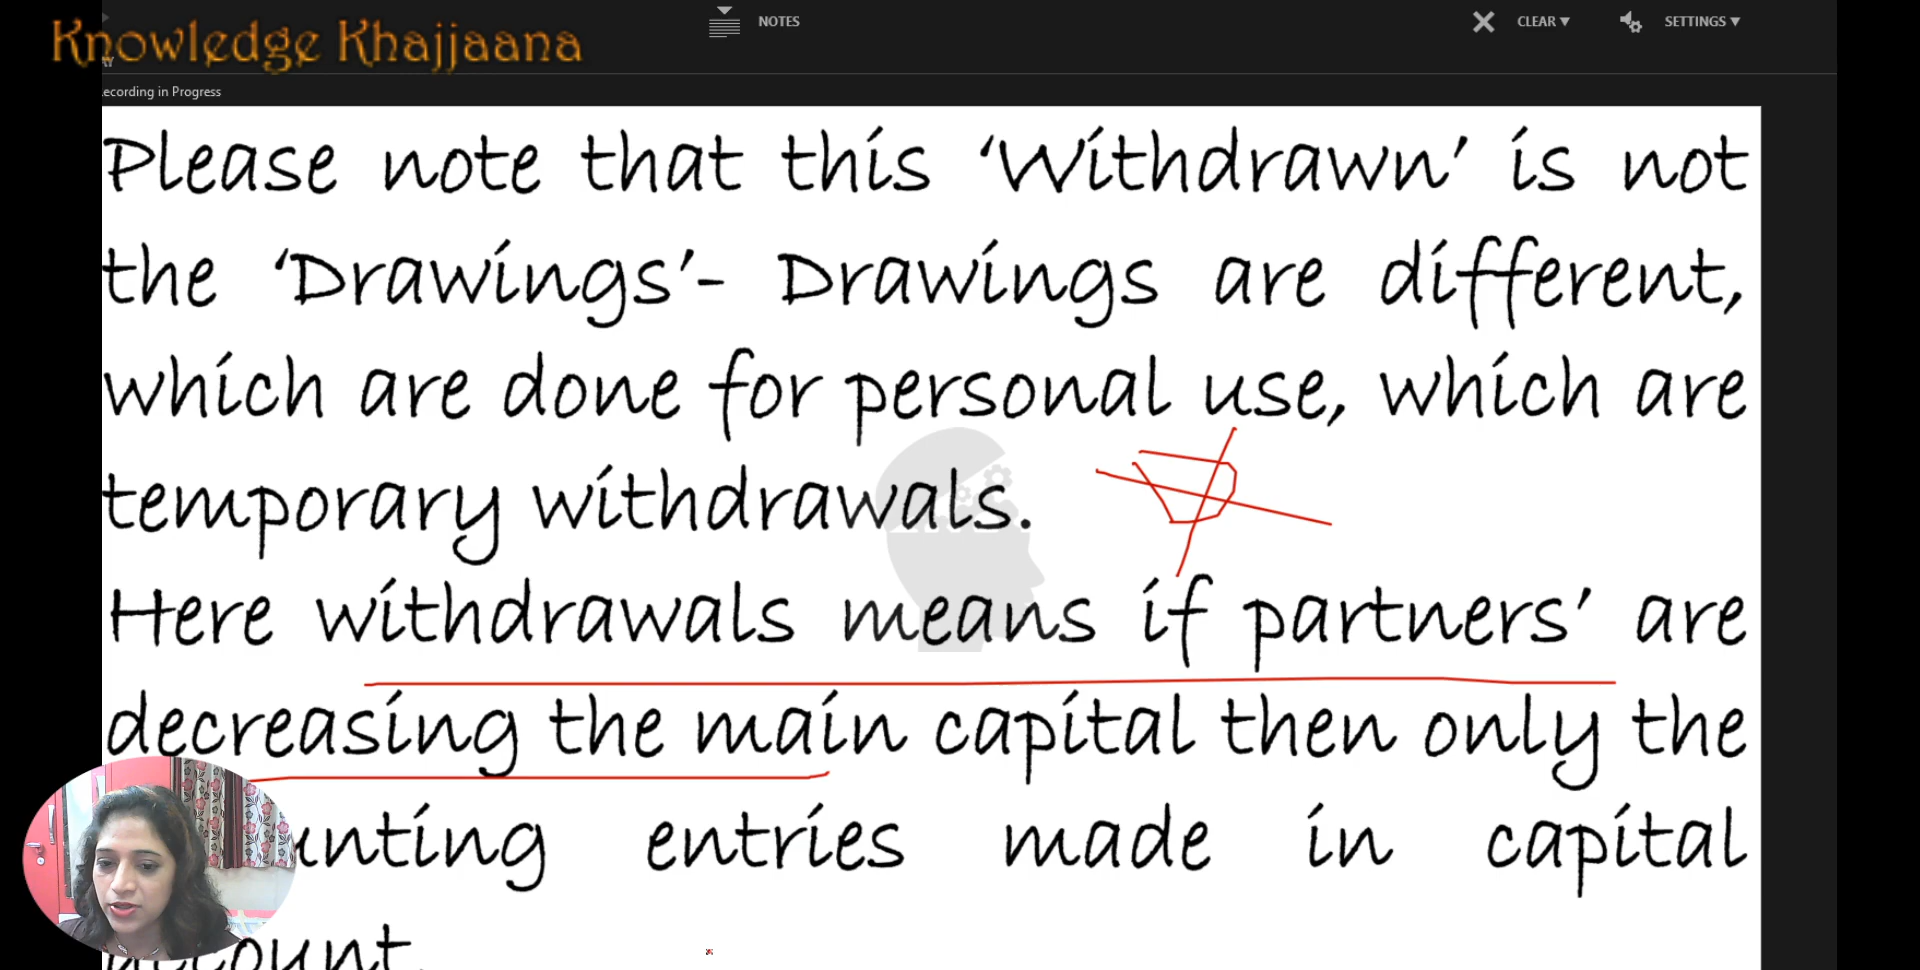 Knowledge Khajjaana
NOTES
CLEAR
SETTINGS
ecording in Progress
Please note that this ‘Withdrawn’ is not
the ‘Drawings’- Drawings are different,
which are done for personal use, which are
temporary withdrawals.
Here withdrawals means if partners’ are
decreasing the main capital then only the
unting entries made in capital